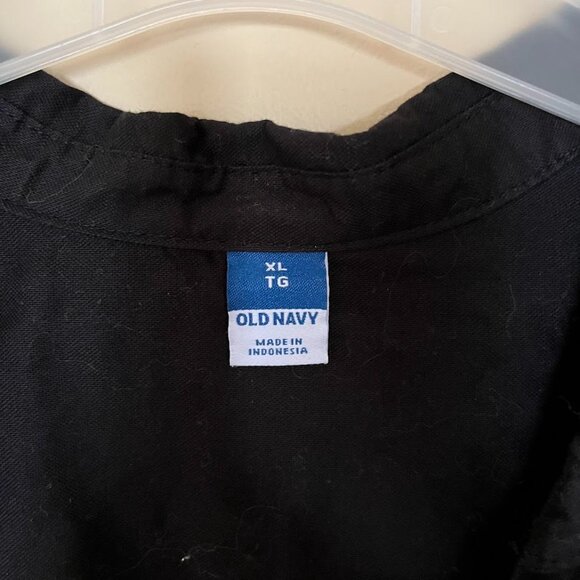 XL
TG
OLD NAVY
MADE IN
INDONESIA